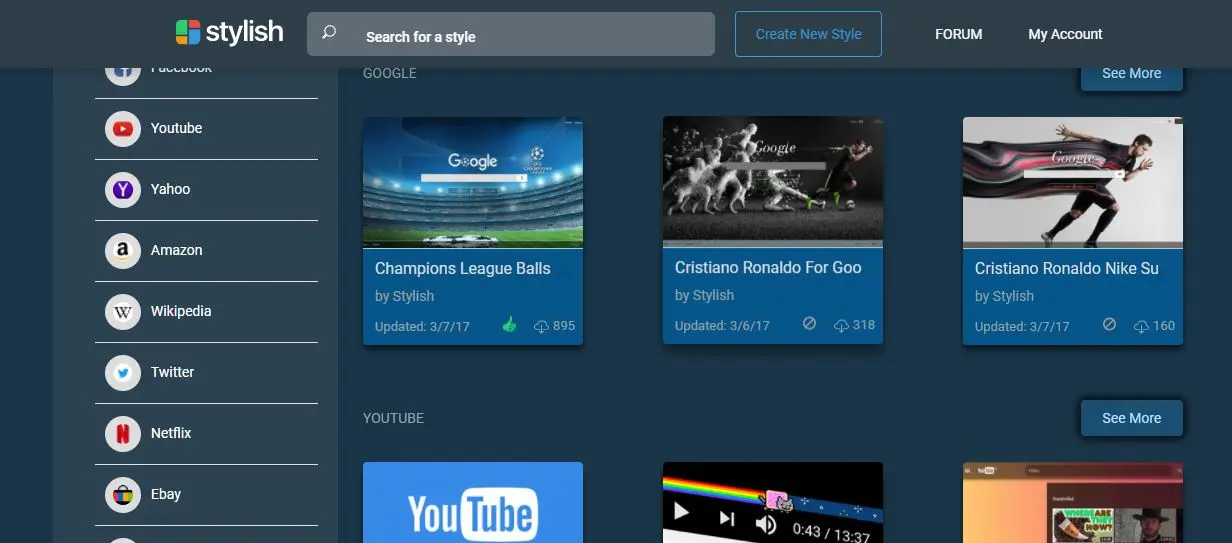 stylish
Search for a style
Create New Style
FORUM
My Account
Facebook
Youtube
Yahoo
Amazon
Wikipedia
Twitter
Netflix
Ebay
GOOGLE
See More
Google
Champions League Balls
by Stylish
Updated: 3/7/17
895
Google
Cristiano Ronaldo For Goo
by Stylish
Updated: 3/6/17
318
Google
Cristiano Ronaldo Nike Su
by Stylish
Updated: 3/7/17
160
YOUTUBE
See More
YouTube
0:43 / 13:37
YouTube
WHERE ARE
THEY
NOW?